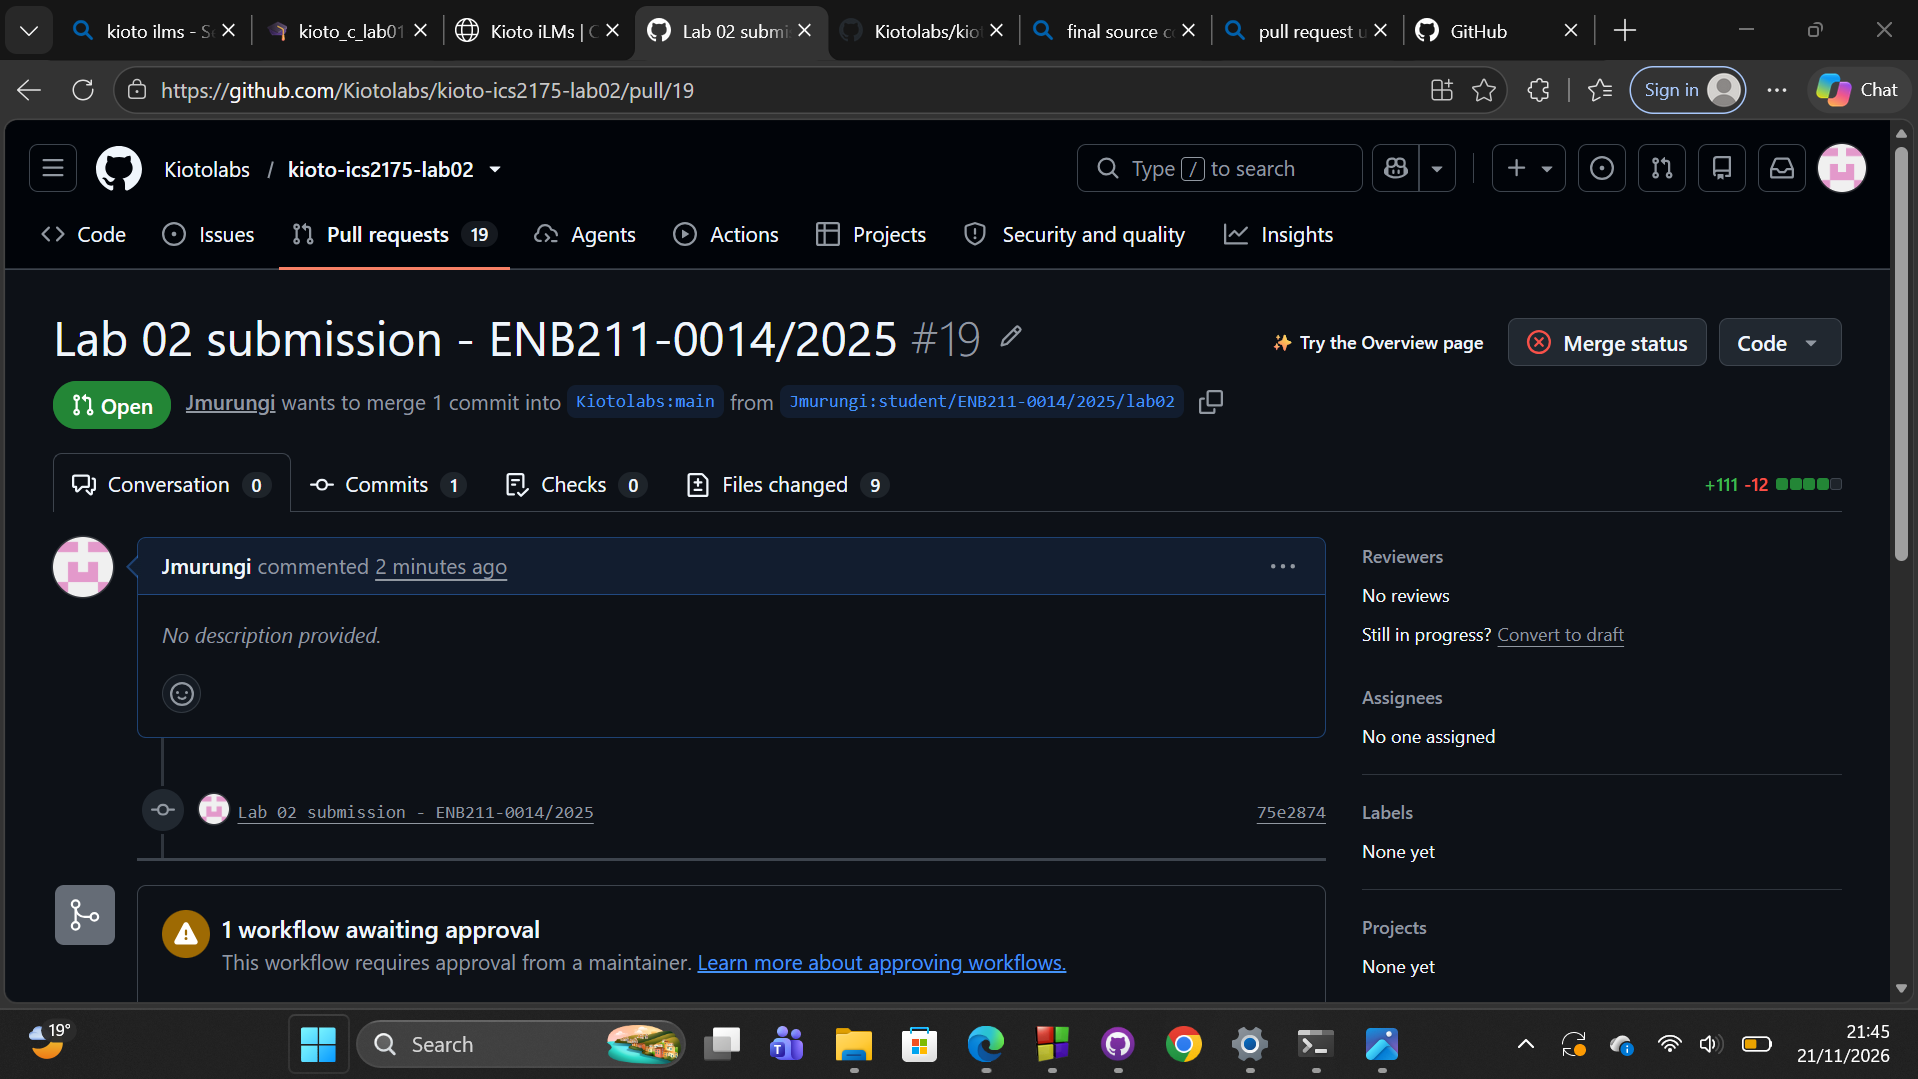 kioto ilms - Se
kioto_c_lab01
Kioto iLMs | C
Lab 02 submi
Kiotolabs/kiot
final source co
pull request u
GitHub
https://github.com/Kiotolabs/kioto-ics2175-lab02/pull/19
Sign in
Chat
Kiotolabs / kioto-ics2175-lab02
Type / to search
Code
Issues
Pull requests 19
Agents
Actions
Projects
Security and quality
Insights
Lab 02 submission - ENB211-0014/2025 #19
Try the Overview page
Merge status
Code
Open
Jmurungi wants to merge 1 commit into Kiotolabs:main from Jmurungi:student/ENB211-0014/2025/lab02
Conversation 0
Commits 1
Checks 0
Files changed 9
+111 -12
Jmurungi commented 2 minutes ago
No description provided.
Reviewers
No reviews
Still in progress? Convert to draft
Assignees
No one assigned
Lab 02 submission - ENB211-0014/2025
75e2874
Labels
None yet
1 workflow awaiting approval
This workflow requires approval from a maintainer. Learn more about approving workflows.
Projects
None yet
19°
Search
21:45
21/11/2026